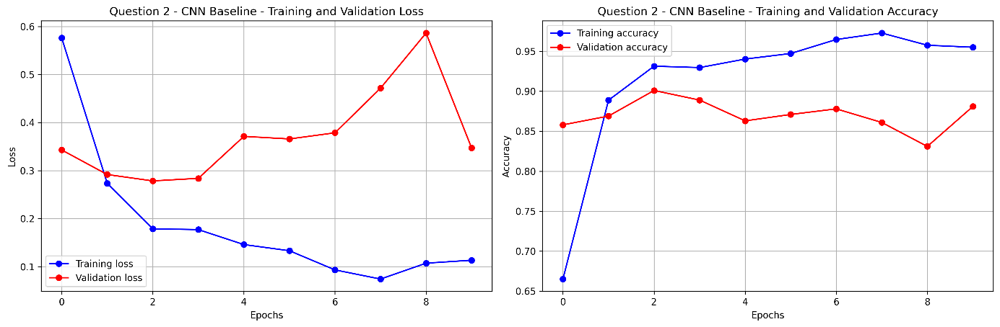 Question 2 - CNN Baseline - Training and Validation Loss
0.6
0.5
0.4
0.3
0.2
0.1
Loss
Training loss
Validation loss
0 2 4 6 8
Epochs
Question 2 - CNN Baseline - Training and Validation Accuracy
Training accuracy
Validation accuracy
0.95
0.90
0.85
0.80
0.75
0.70
0.65
Accuracy
0 2 4 6 8
Epochs